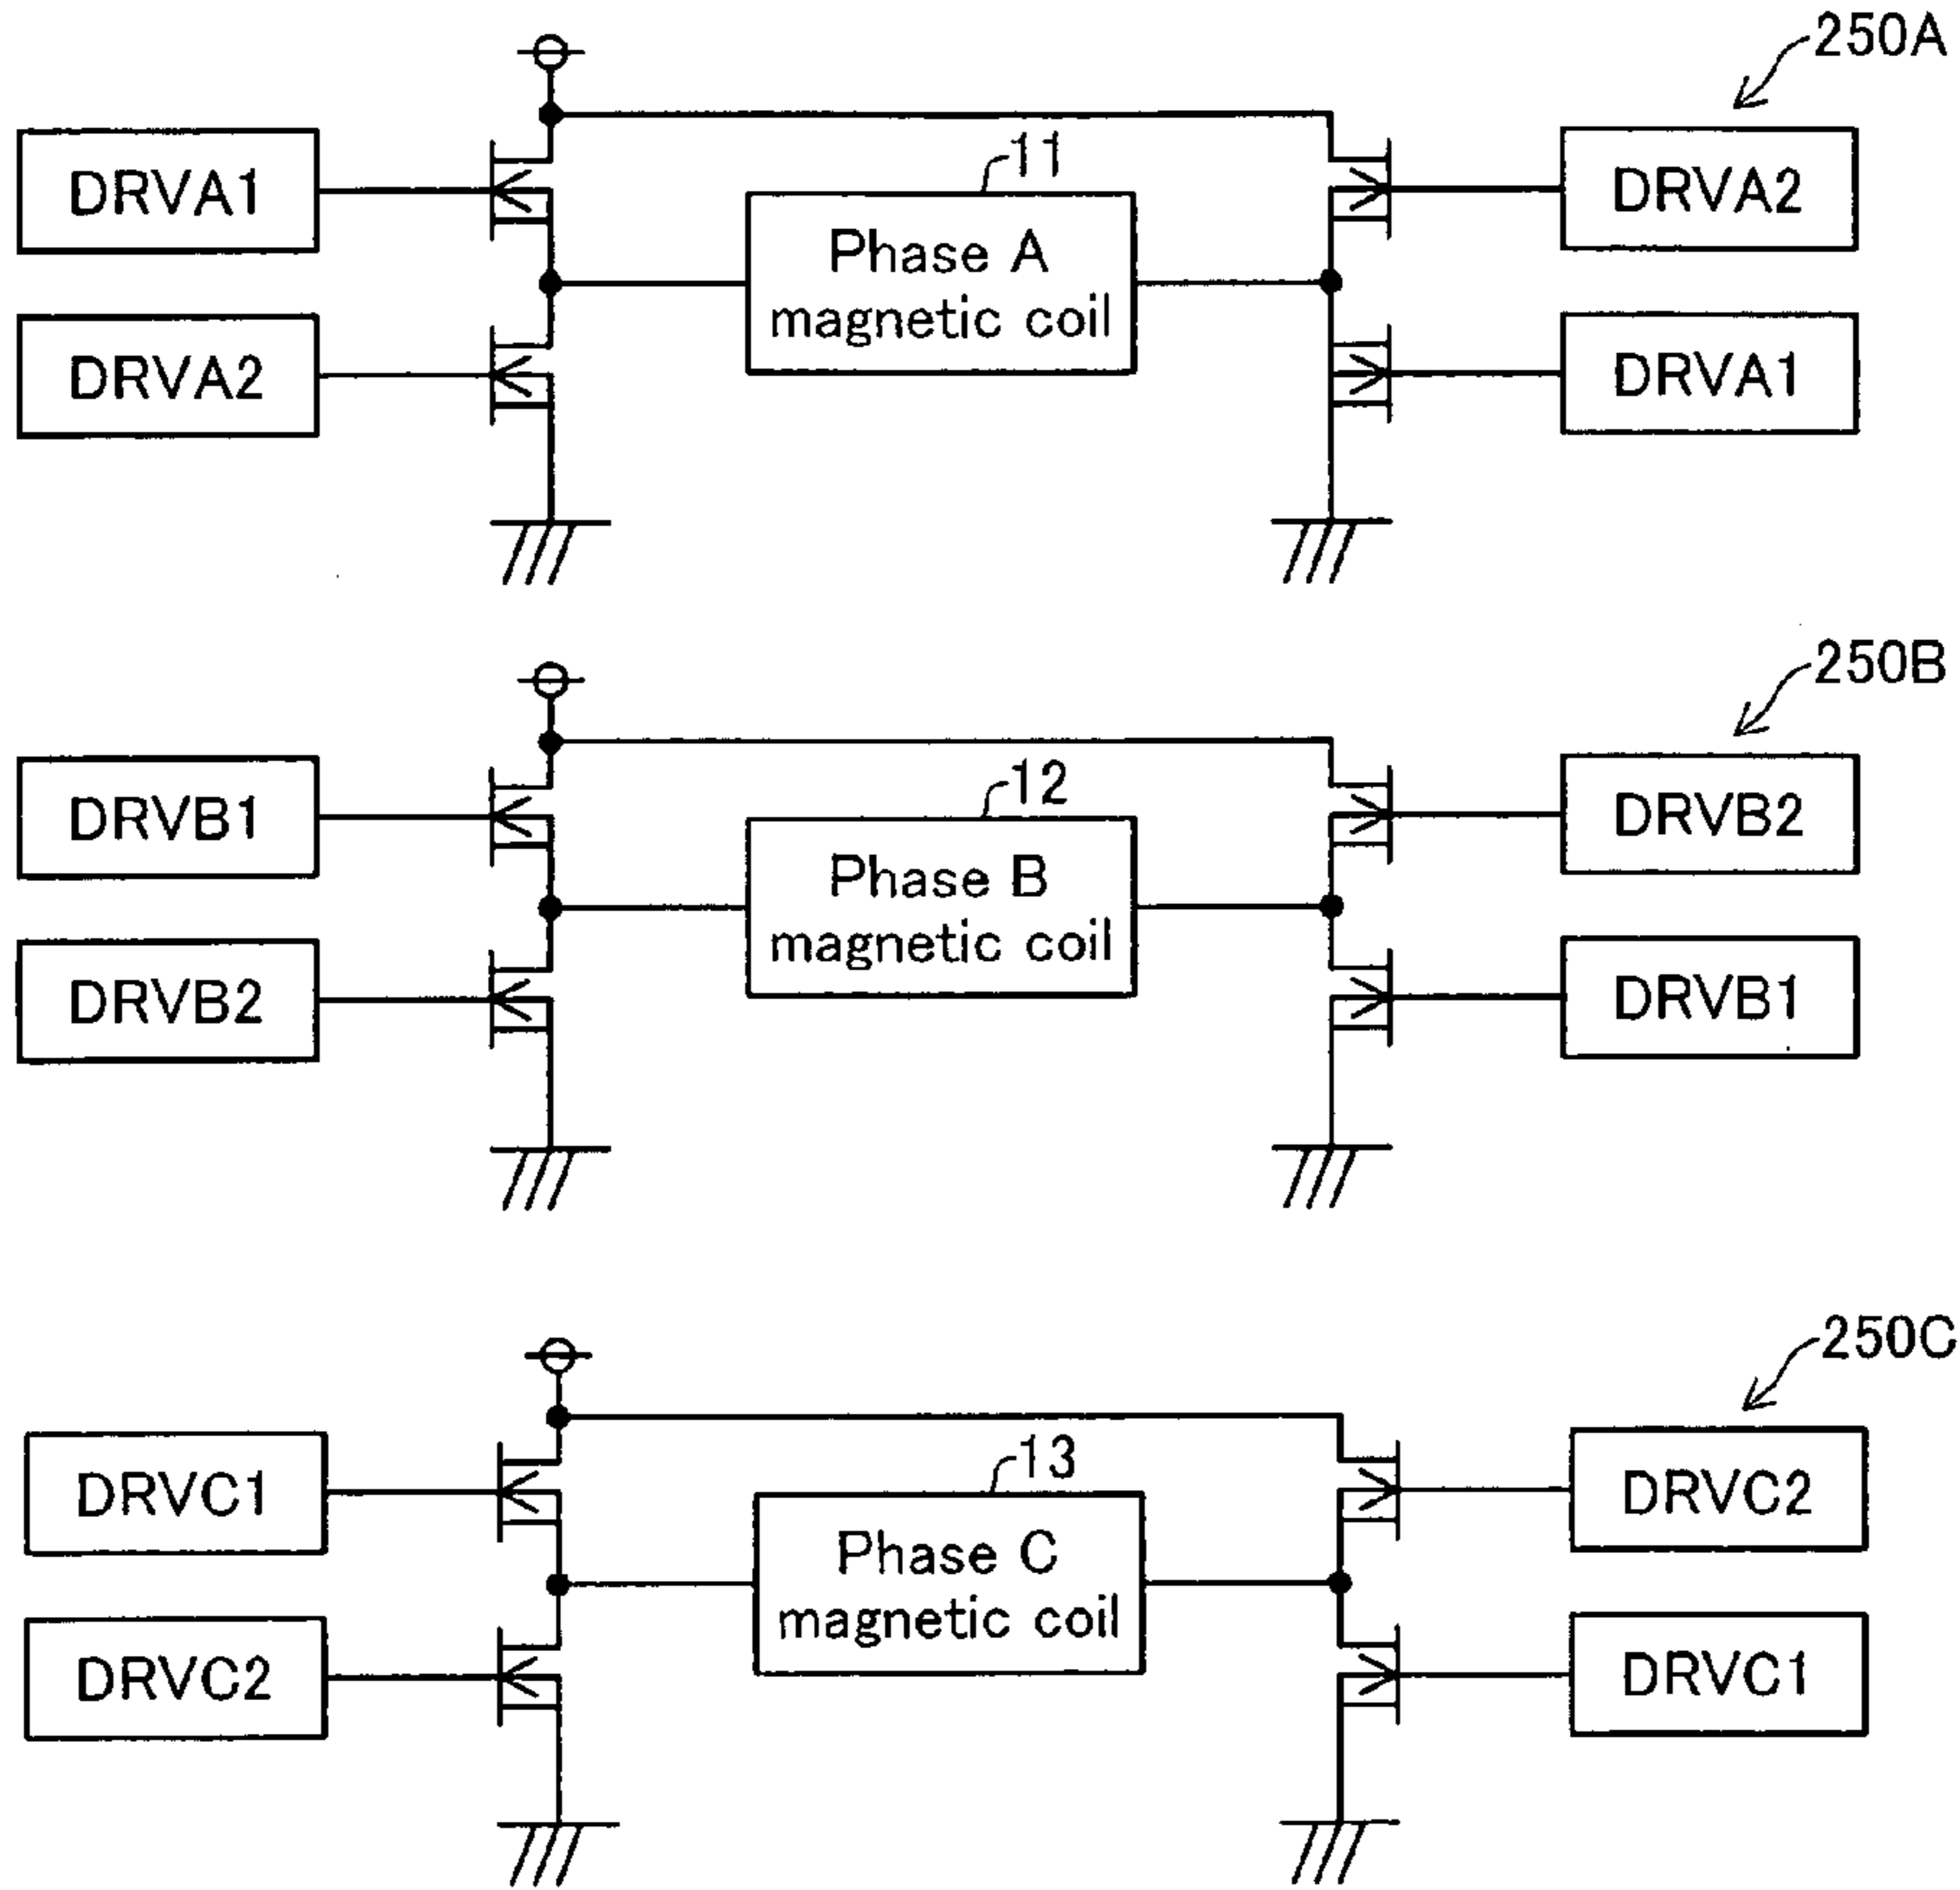 250A
DRVA1
11
DRVA2
Phase A
magnetic coil
DRVA2
DRVA1
250B
DRVB1
12
DRVB2
Phase B
magnetic coil
DRVB2
DRVB1
250C
DRVC1
13
DRVC2
Phase C
magnetic coil
DRVC2
DRVC1